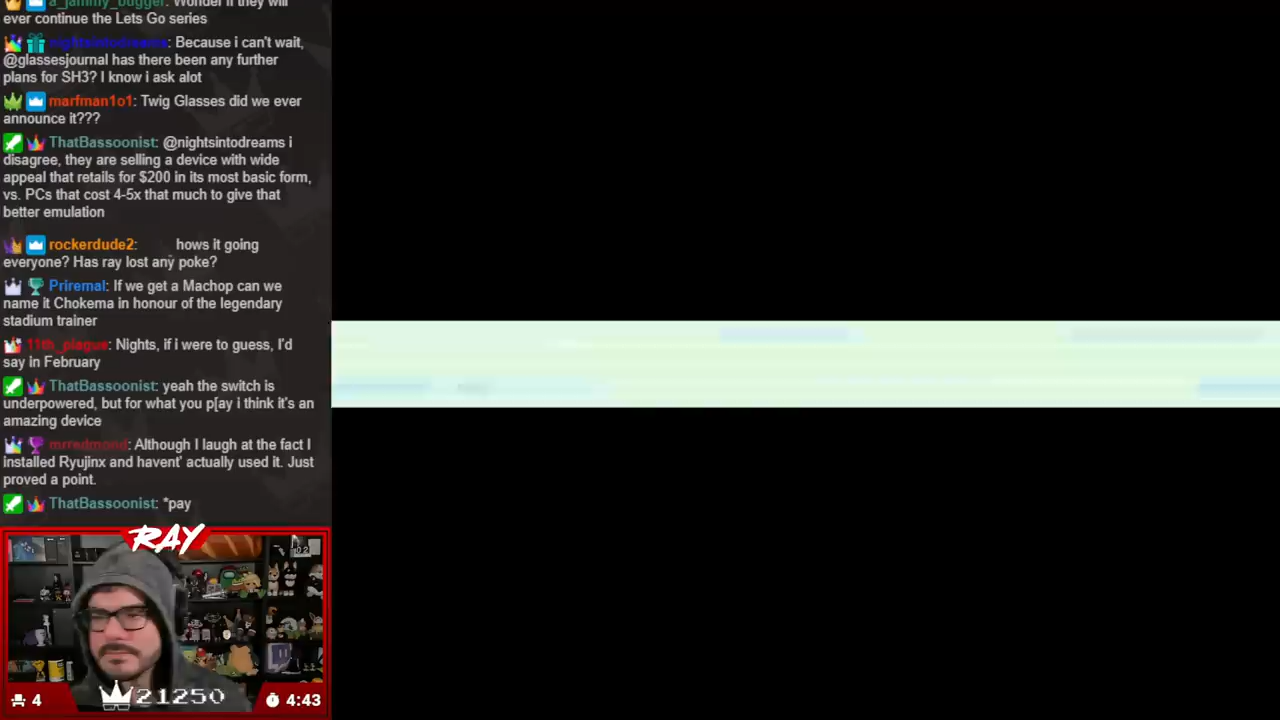 a_jammy_bugger: Wonder if they will
ever continue the Lets Go series
nightsintodreams: Because i can't wait,
@glassesjournal has there been any further
plans for SH3? I know i ask alot
marfman1o1: Twig Glasses did we ever
announce it???
ThatBassoonist: @nightsintodreams i
disagree, they are selling a device with wide
appeal that retails for $200 in its most basic form,
vs. PCs that cost 4-5x that much to give that
better emulation
rockerdude2: hows it going
everyone? Has ray lost any poke?
Priremal: If we get a Machop can we
name it Chokema in honour of the legendary
stadium trainer
11th_plague: Nights, if i were to guess, I'd
say in February
ThatBassoonist: yeah the switch is
underpowered, but for what you p[ay i think it's an
amazing device
mrredmond: Although I laugh at the fact I
installed Ryujinx and havent' actually used it. Just
proved a point.
ThatBassoonist: *pay
RAY
4
21250
4:43